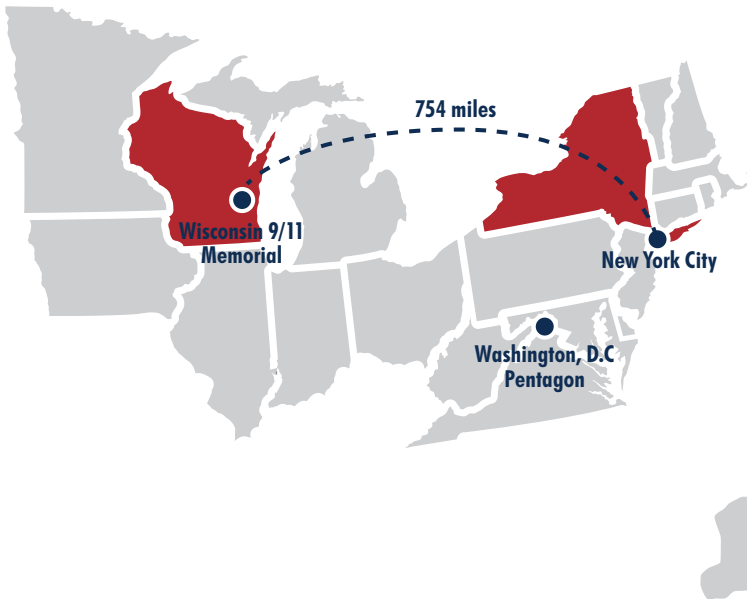 754 miles
Wisconsin 9/11
Memorial
New York City
Washington, D.C
Pentagon